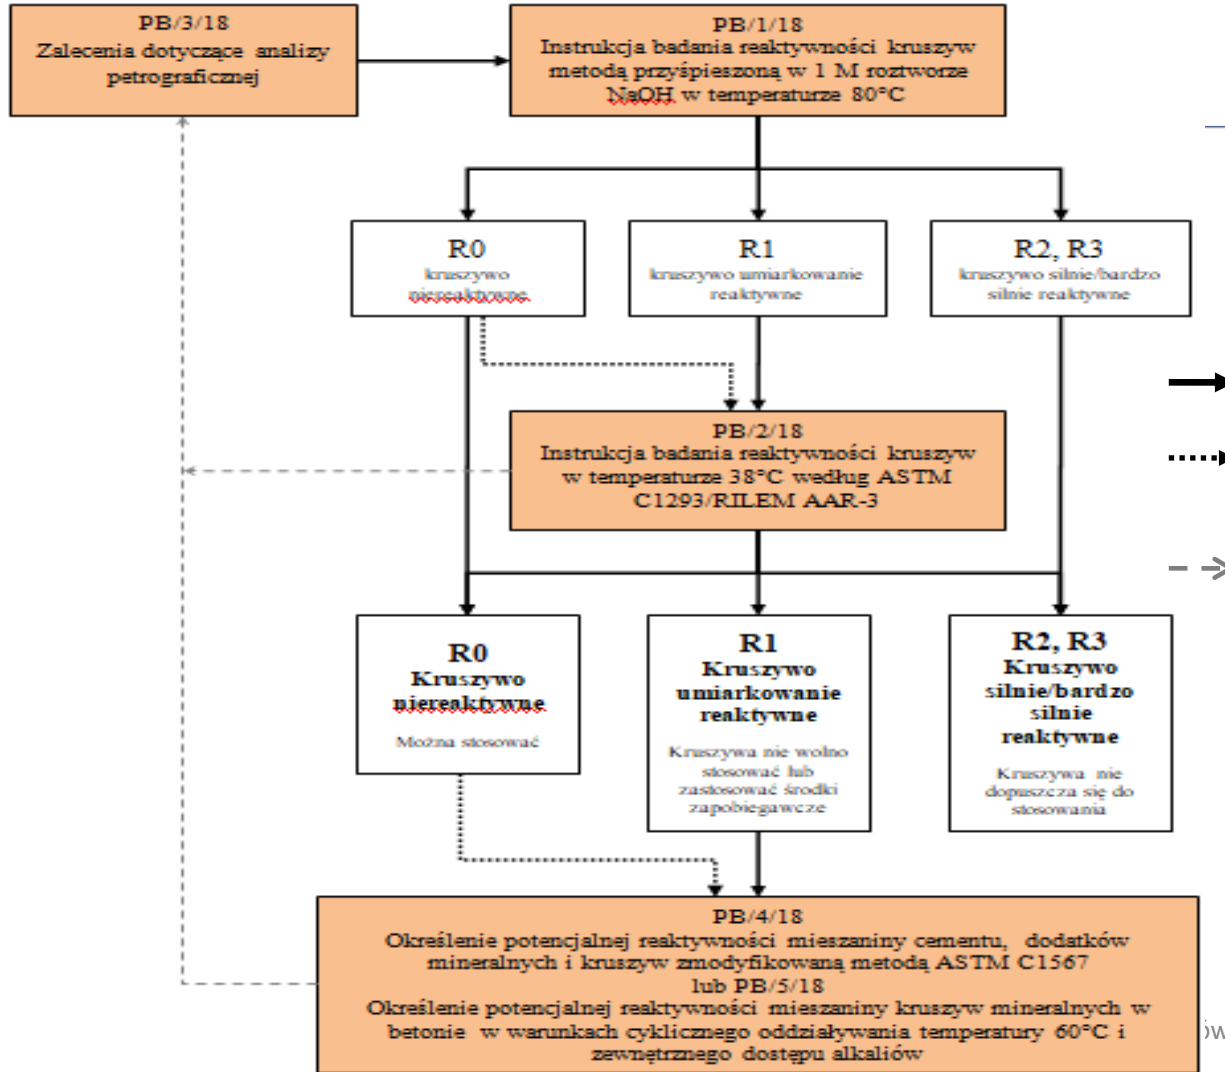 PB/3/18
Zalecenia dotyczące analizy
petrograficznej
PB/1/18
Instrukcja badania reaktywności kruszyw
metodą przyśpieszoną w 1 M roztworze
NaOH w temperaturze 80°C
R0
kruszywo
niereaktywne
R1
kruszywo umiarkowanie
reaktywne
R2, R3
kruszywo silnie/bardzo
silnie reaktywne
PB/2/18
Instrukcja badania reaktywności kruszyw
w temperaturze 38°C według ASTM
C1293/RILEM AAR-3
R0
Kruszywo
niereaktywne
Można stosować
R1
Kruszywo
umiarkowanie
reaktywne
Kruszywa nie wolno
stosować lub
zastosować środki
zapobiegawcze
R2, R3
Kruszywo
silnie/bardzo
silnie
reaktywne
Kruszywa nie
dopuszcza się do
stosowania
PB/4/18
Określenie potencjalnej reaktywności mieszaniny cementu, dodatków
mineralnych i kruszyw zmodyfikowaną metodą ASTM C1567
lub PB/5/18
Określenie potencjalnej reaktywności mieszaniny kruszyw mineralnych w
betonie w warunkach cyklicznego oddziaływania temperatury 60°C i
zewnętrznego dostępu alkaliów